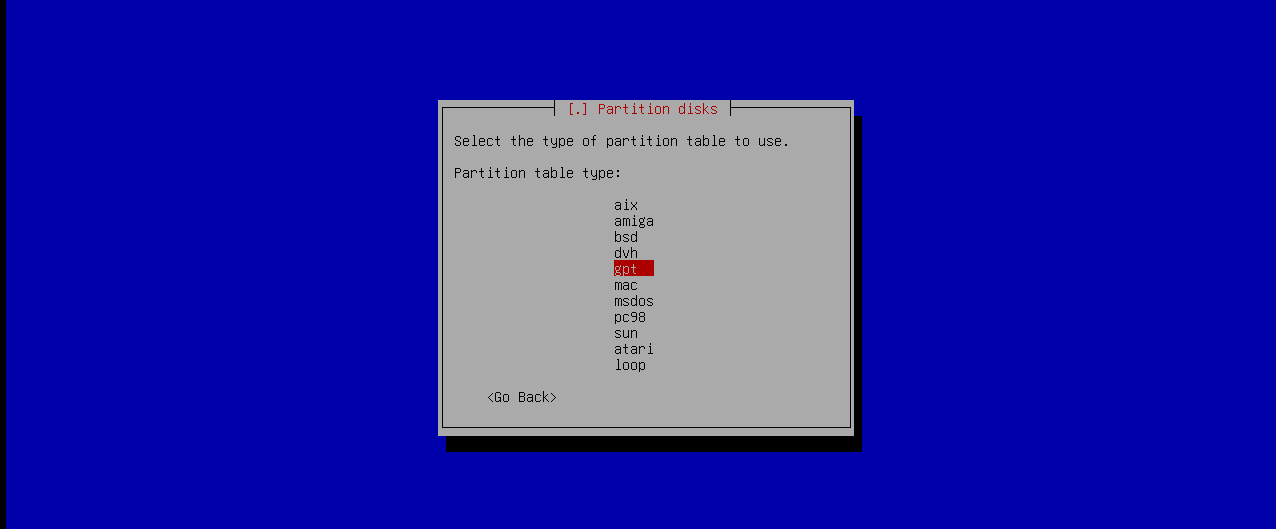 [.] Partition disks
Select the type of partition table to use.
Partition table type:
aix
amiga
bsd
dvh
gpt
mac
msdos
pc98
sun
atari
loop
<Go Back>